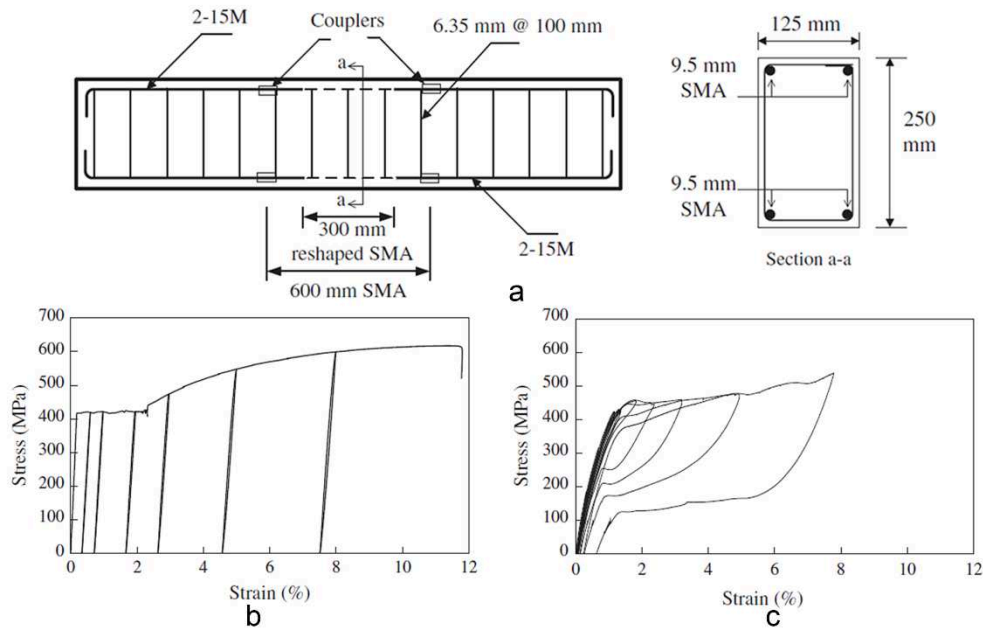 2-15M
Couplers
6.35 mm @ 100 mm
a
a
300 mm
reshaped SMA
600 mm SMA
2-15M
125 mm
9.5 mm
SMA
250
mm
9.5 mm
SMA
Section a-a
a
700
600
500
400
300
200
100
0
Stress (MPa)
0 2 4 6 8 10 12
Strain (%)
b
700
600
500
400
300
200
100
0
Stress (MPa)
0 2 4 6 8 10 12
Strain (%)
c